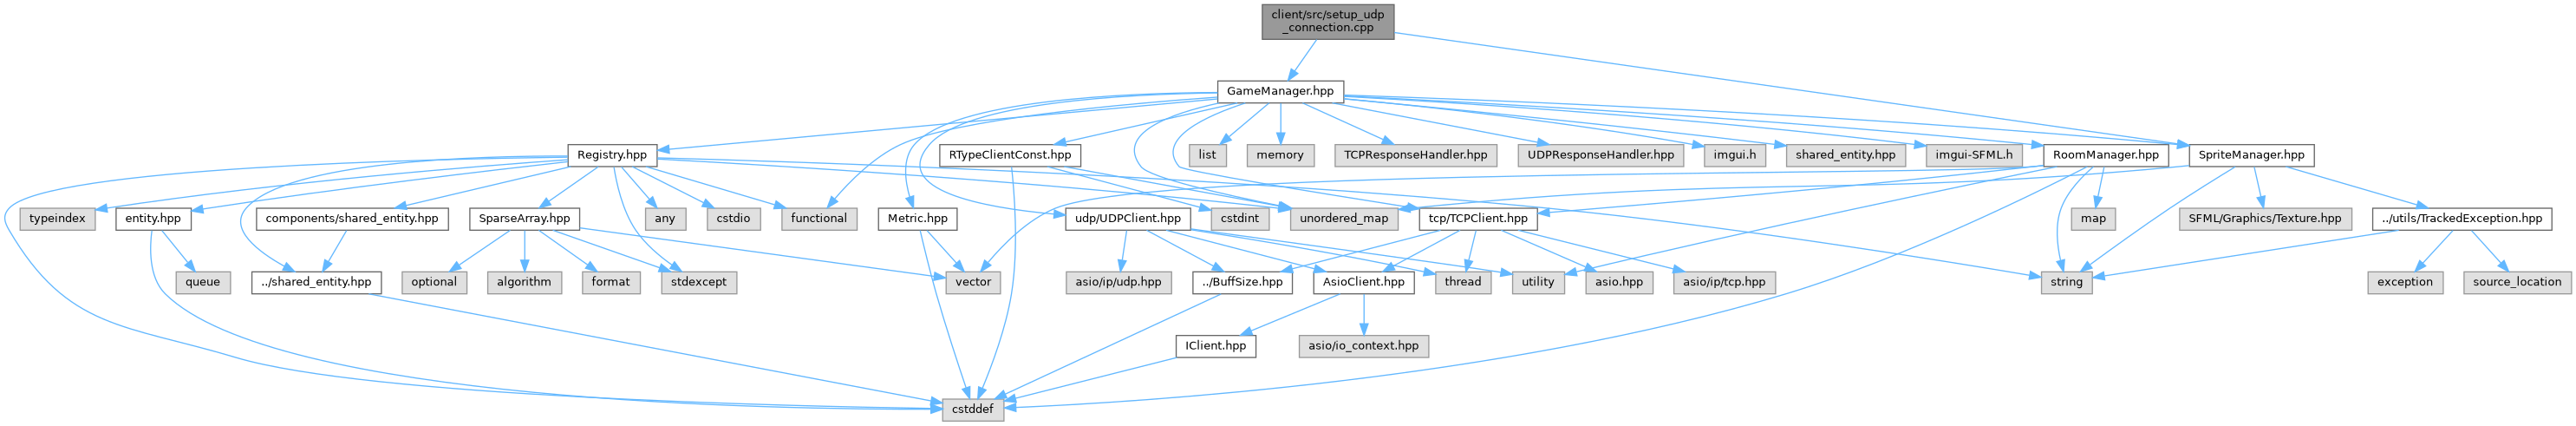 client/src/setup_udp
_connection.cpp
GameManager.hpp
Registry.hpp
RTypeClientConst.hpp
list
memory
TCPResponseHandler.hpp
UDPResponseHandler.hpp
imgui.h
shared_entity.hpp
imgui-SFML.h
RoomManager.hpp
SpriteManager.hpp
typeindex
entity.hpp
components/shared_entity.hpp
SparseArray.hpp
any
cstdio
functional
Metric.hpp
udp/UDPClient.hpp
cstdint
unordered_map
tcp/TCPClient.hpp
map
SFML/Graphics/Texture.hpp
../utils/TrackedException.hpp
queue
../shared_entity.hpp
optional
algorithm
format
stdexcept
vector
asio/ip/udp.hpp
../BuffSize.hpp
AsioClient.hpp
thread
utility
asio.hpp
asio/ip/tcp.hpp
string
exception
source_location
IClient.hpp
asio/io_context.hpp
cstddef